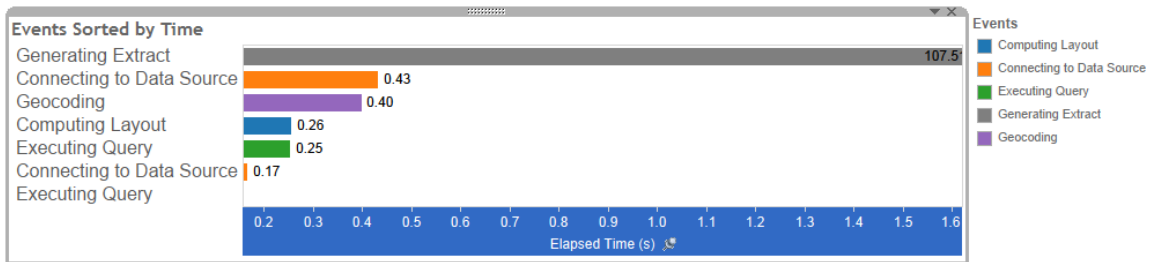 Events Sorted by Time
Generating Extract 107.5
Connecting to Data Source 0.43
Geocoding 0.40
Computing Layout 0.26
Executing Query 0.25
Connecting to Data Source 0.17
Executing Query
0.2 0.3 0.4 0.5 0.6 0.7 0.8 0.9 1.0 1.1 1.2 1.3 1.4 1.5 1.6
Elapsed Time (s)
Events
Computing Layout
Connecting to Data Source
Executing Query
Generating Extract
Geocoding